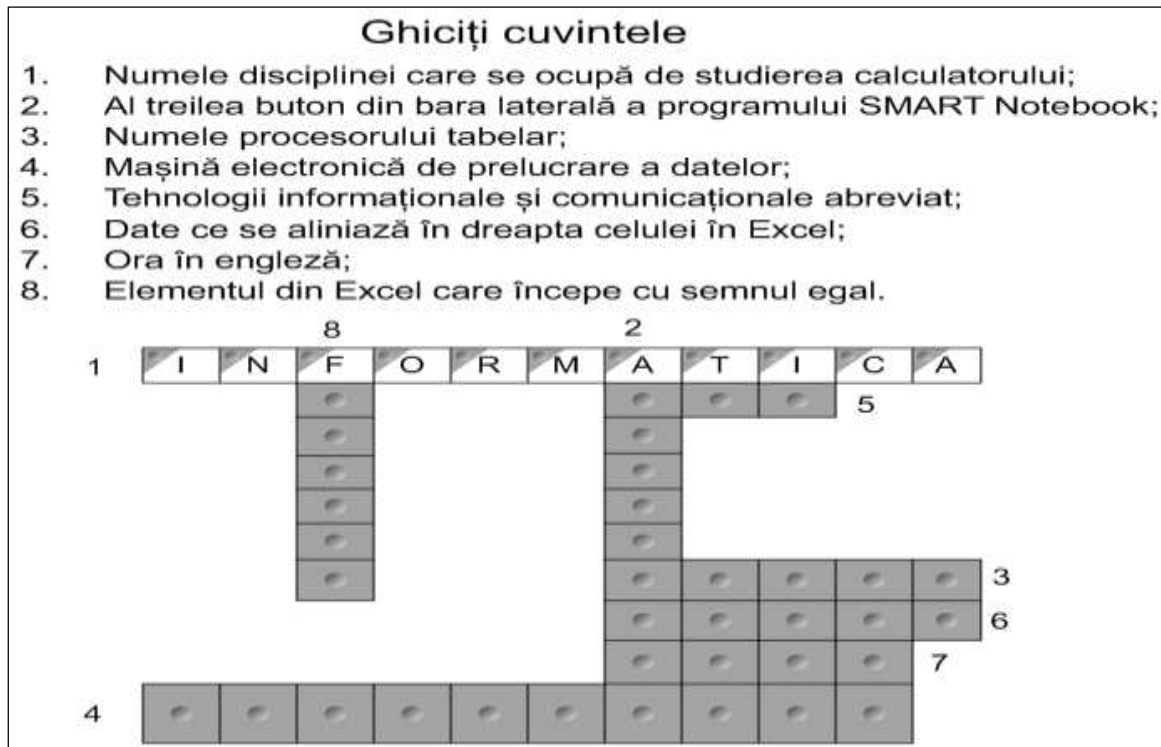 Ghiciți cuvintele
1. Numele disciplinei care se ocupă de studierea calculatorului;
2. Al treilea buton din bara laterală a programului SMART Notebook;
3. Numele procesorului tabelar;
4. Mașină electronică de prelucrare a datelor;
5. Tehnologii informaționale și comunicaționale abreviat;
6. Date ce se aliniază în dreapta celulei în Excel;
7. Ora în engleză;
8. Elementul din Excel care începe cu semnul egal.
8 2
1 I N F O R M A T I C A
5
3
6
7
4